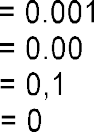 = 0.001
= 0.00
= 0,1
= 0